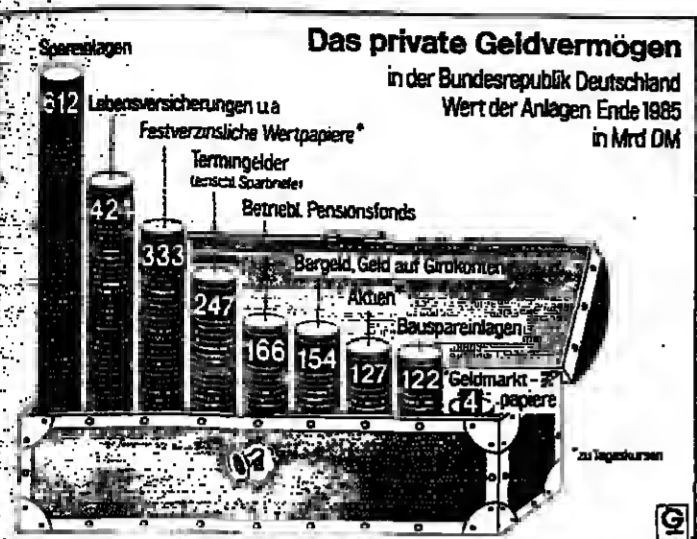 Das private Geldvermögen
in der Bundesrepublik Deutschland
Wert der Anlagen Ende 1985
in Mrd DM
Spareinlagen
612
Lebensversicherungen u.a
Festverzinsliche Wertpapiere*
333
Termingelder
Sparbriefe)
247
Betriebl. Pensionsfonds
166
Bargeld, Geld auf Girokonten
154
Aktien*
127
Bauspareinlagen
122
Geldmarkt-
papiere
4
*zu Tageskursen
G